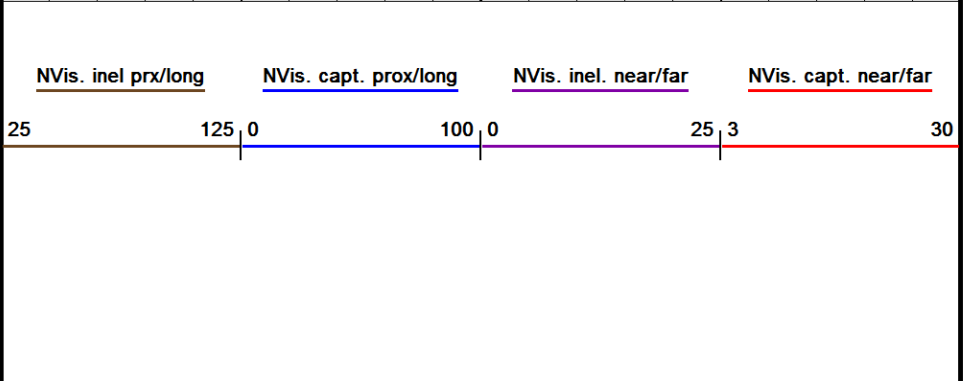 NVis. inel prx/long NVis. capt. prox/long NVis. inel. near/far NVis. capt. near/far
25 125 0 100 0 25 3 30